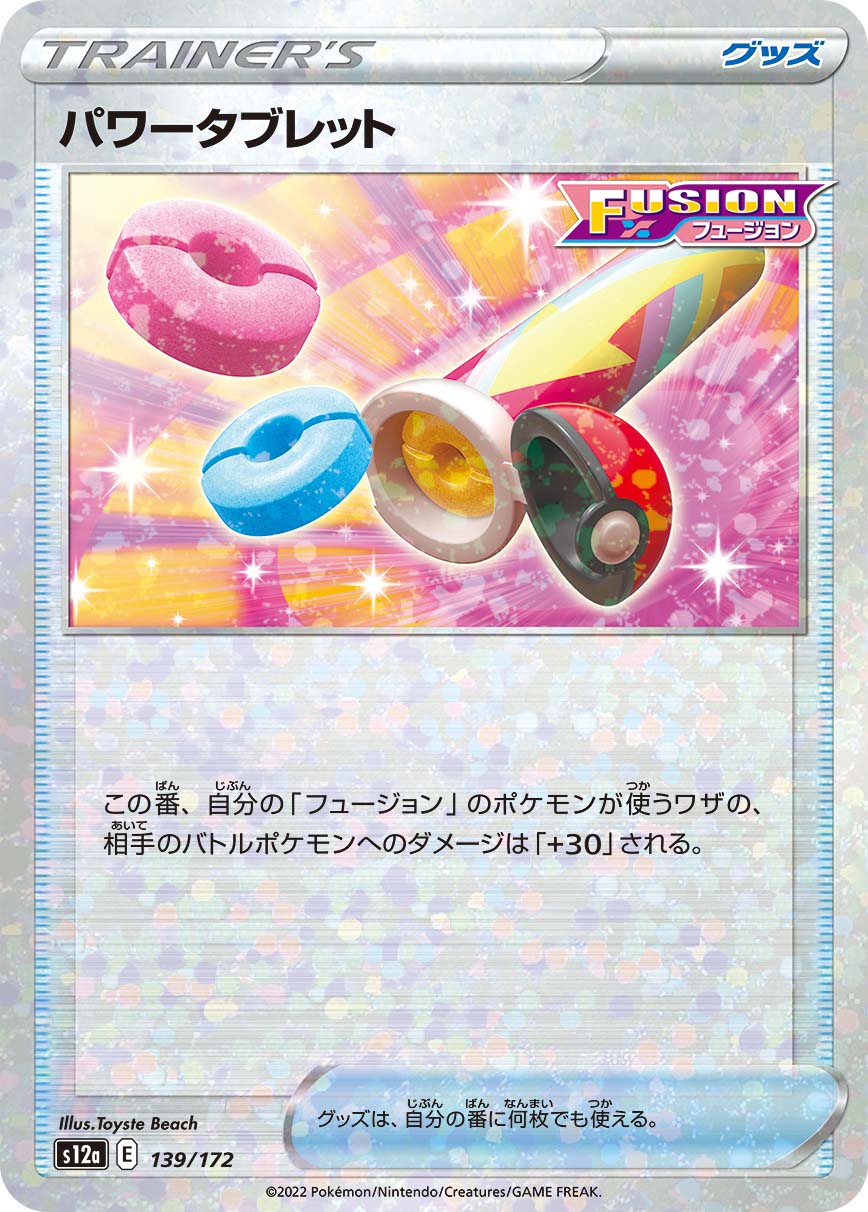 TRAINER'S
グッズ
パワータブレット
FUSION
フュージョン
この番、自分の「フュージョン」のポケモンが使うワザの、
相手のバトルポケモンへのダメージは「+30」される。
Illus.Toyste Beach
グッズは、自分の番に何枚でも使える。
s12a E 139/172
©2022 Pokémon/Nintendo/Creatures/GAME FREAK.